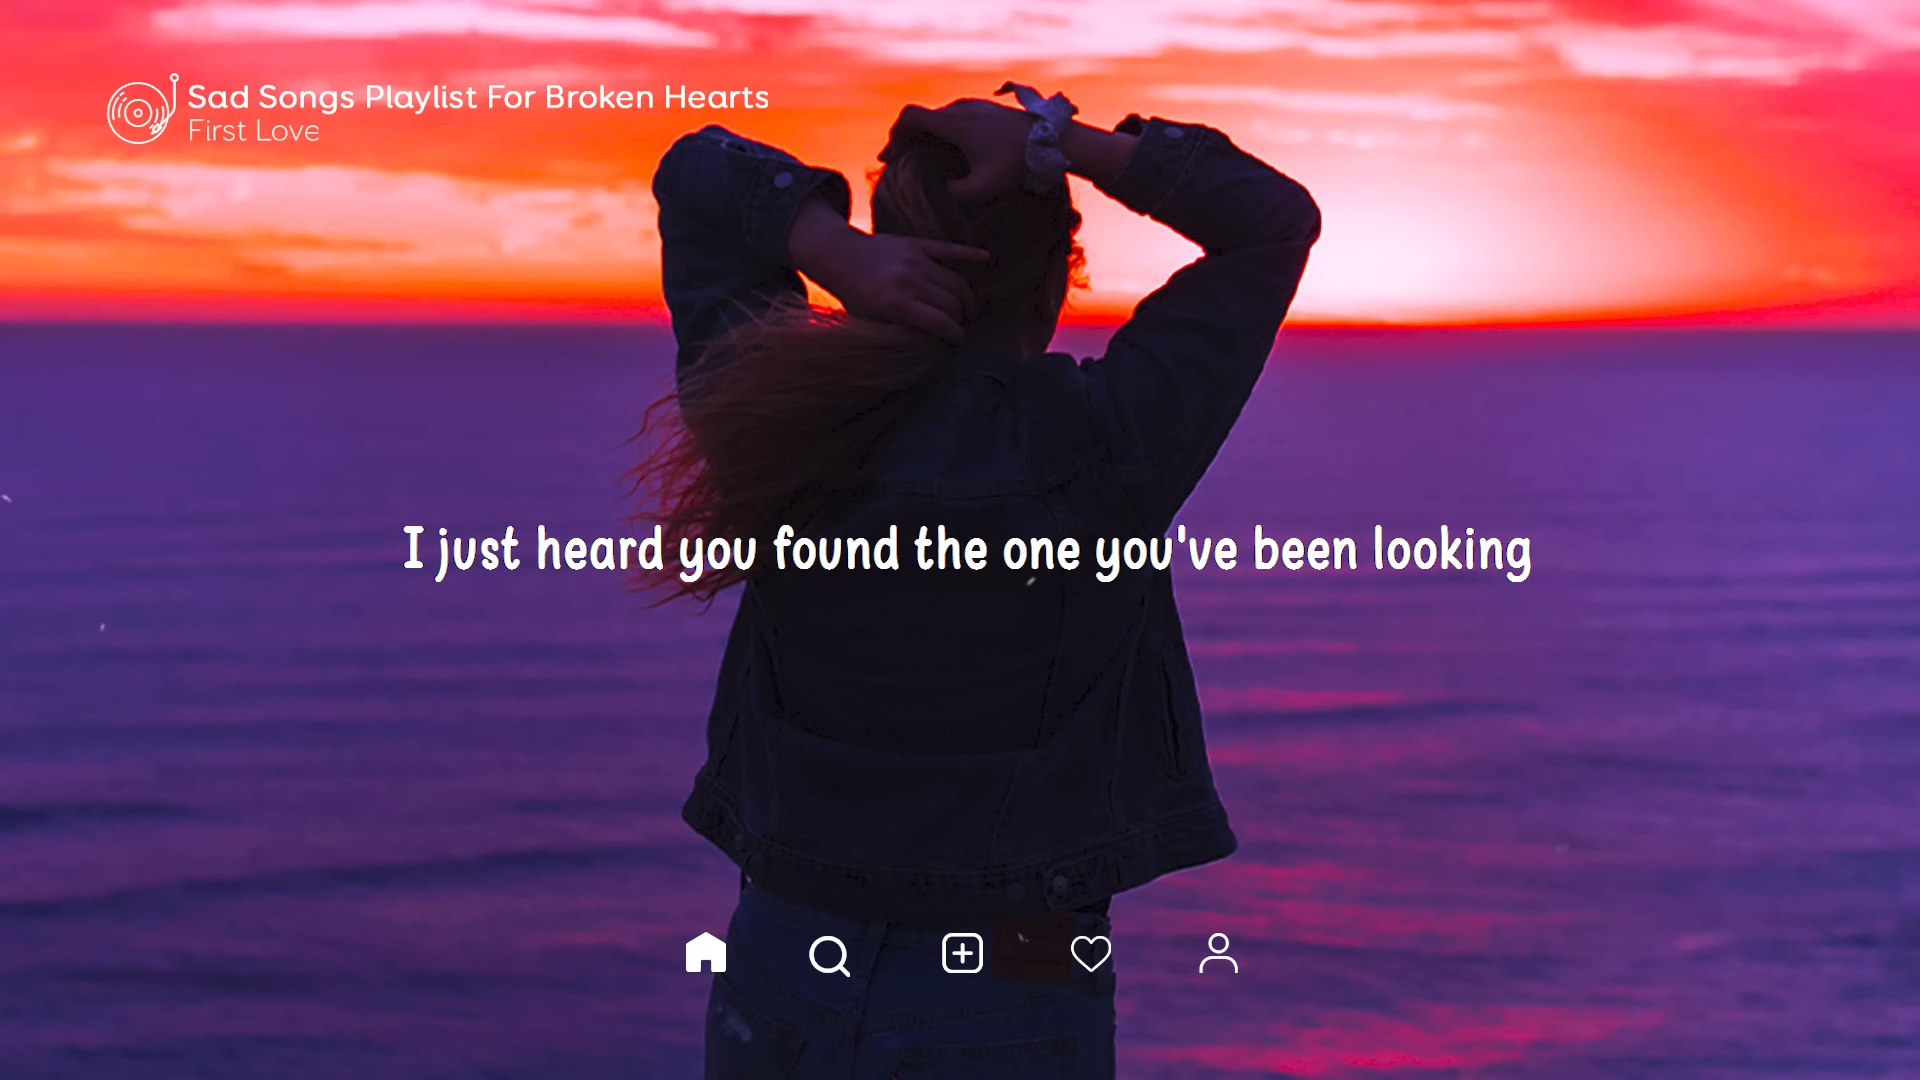 Sad Songs Playlist For Broken Hearts
First Love
I just heard you found the one you've been looking